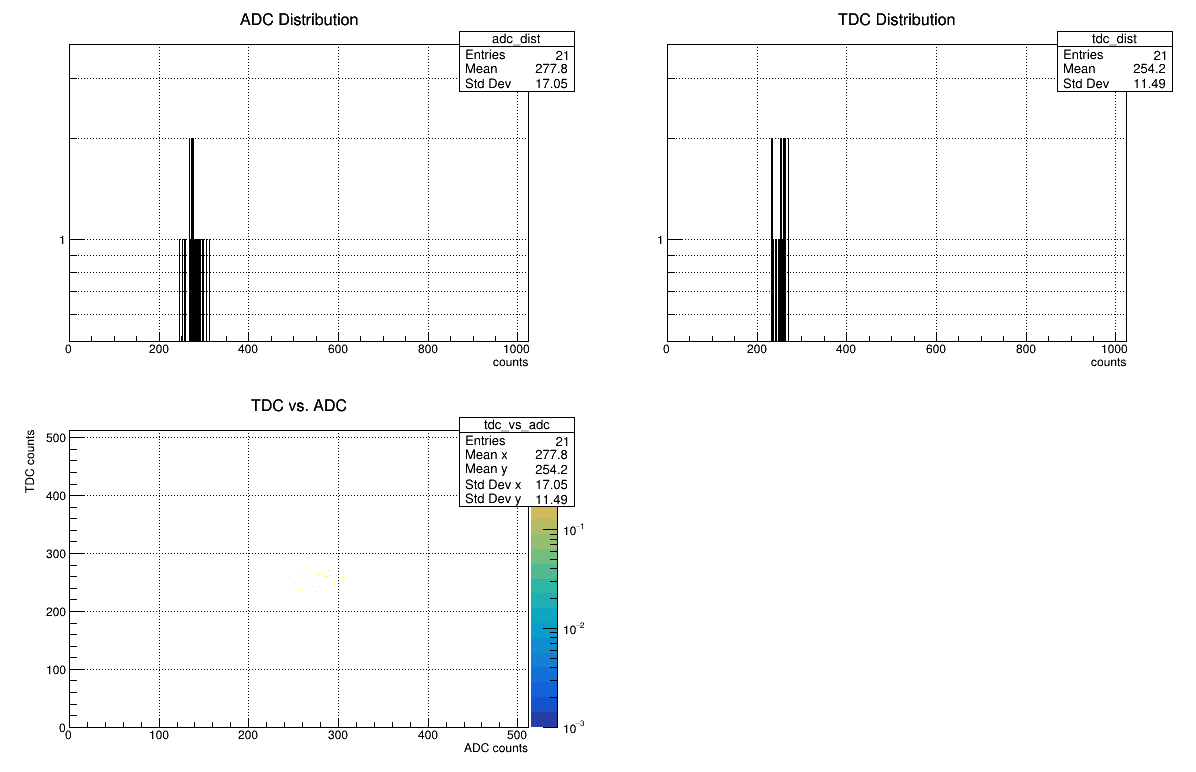 ADC Distribution
adc_dist
Entries 21
Mean 277.8
Std Dev 17.05
1
0 200 400 600 800 1000
counts
TDC Distribution
tdc_dist
Entries 21
Mean 254.2
Std Dev 11.49
1
0 200 400 600 800 1000
counts
TDC vs. ADC
tdc_vs_adc
Entries 21
Mean x 277.8
Mean y 254.2
Std Dev x 17.05
Std Dev y 11.49
TDC counts
500
400
300
200
100
0
0 100 200 300 400 500
ADC counts
10⁻¹
10⁻²
10⁻³